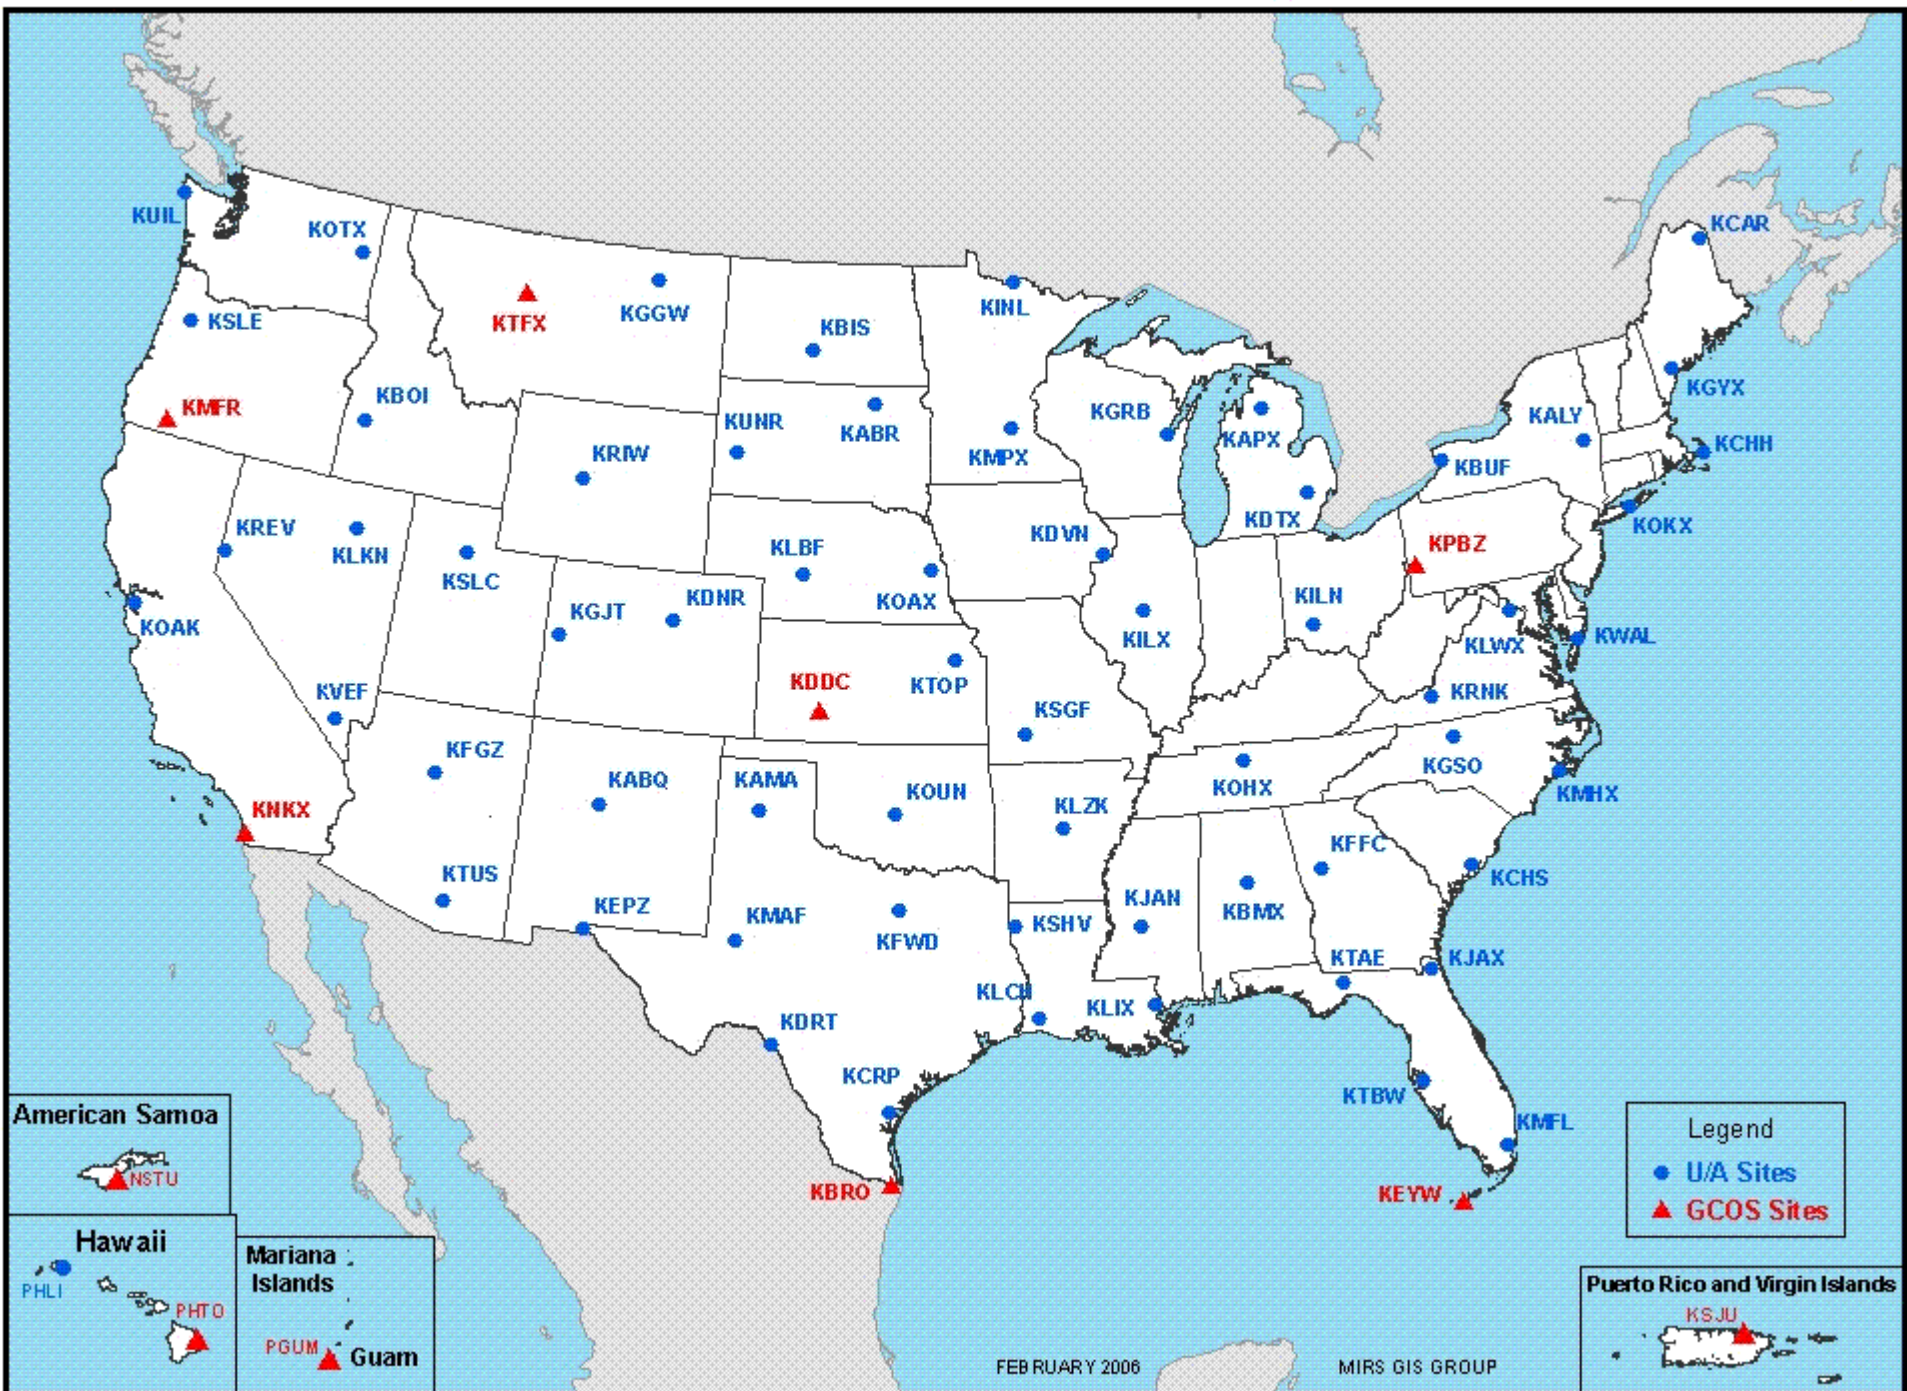 KUIL
KOTX
KCAR
KTFX
KGGW
KINL
KSLE
KBIS
KMFR
KBOI
KUNR
KABR
KGRB
KAPX
KALY
KGYX
KRIW
KMPX
KBUF
KCHH
KREV
KLKN
KLBF
KDVN
KDTX
KPBZ
KOKX
KSLC
KGJT
KDNR
KOAX
KILN
KOAK
KILX
KLWX
KWAL
KVEF
KDDC
KTOP
KSGF
KRNK
KFGZ
KABQ
KAMA
KOUN
KOHX
KGSO
KMHX
KNKX
KLZK
KFFC
KTUS
KEPZ
KMAF
KFWD
KSHV
KJAN
KBMX
KCHS
KTAE
KJAX
KLCH
KLIX
KDRT
KCRP
KTBW
KMFL
KBRO
KEYW
American Samoa
NSTU
Hawaii
PHLI
PHTO
Mariana
Islands
PGUM
Guam
Legend
U/A Sites
GCOS Sites
Puerto Rico and Virgin Islands
KSJU
FEBRUARY 2006
MIRS GIS GROUP